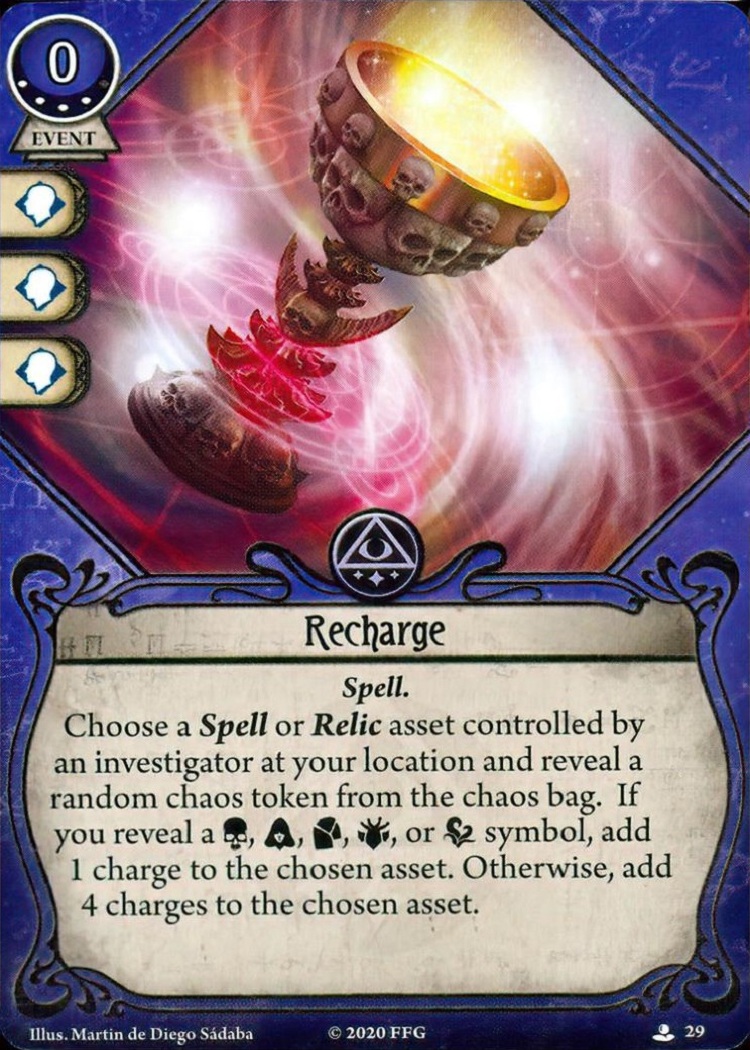 0
EVENT
Recharge
Spell.
Choose a Spell or Relic asset controlled by
an investigator at your location and reveal a
random chaos token from the chaos bag. If
you reveal a , , , , or symbol, add
1 charge to the chosen asset. Otherwise, add
4 charges to the chosen asset.
Illus. Martin de Diego Sádaba
© 2020 FFG
29